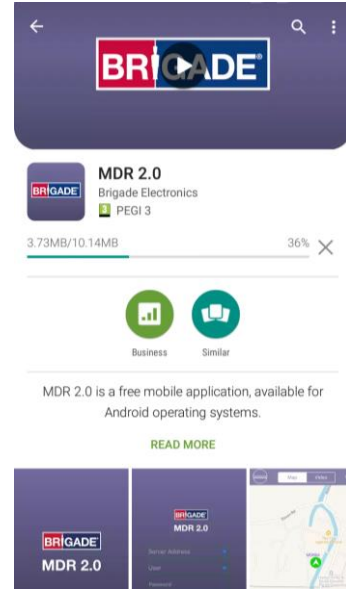 BRIGADE
BRIGADE
MDR 2.0
Brigade Electronics
3 PEGI 3
3.73MB/10.14MB 36%
Business Similar
MDR 2.0 is a free mobile application, available for
Android operating systems.
READ MORE
BRIGADE
MDR 2.0
BRIGADE
MDR 2.0
Server Address
User
Password
Map Video